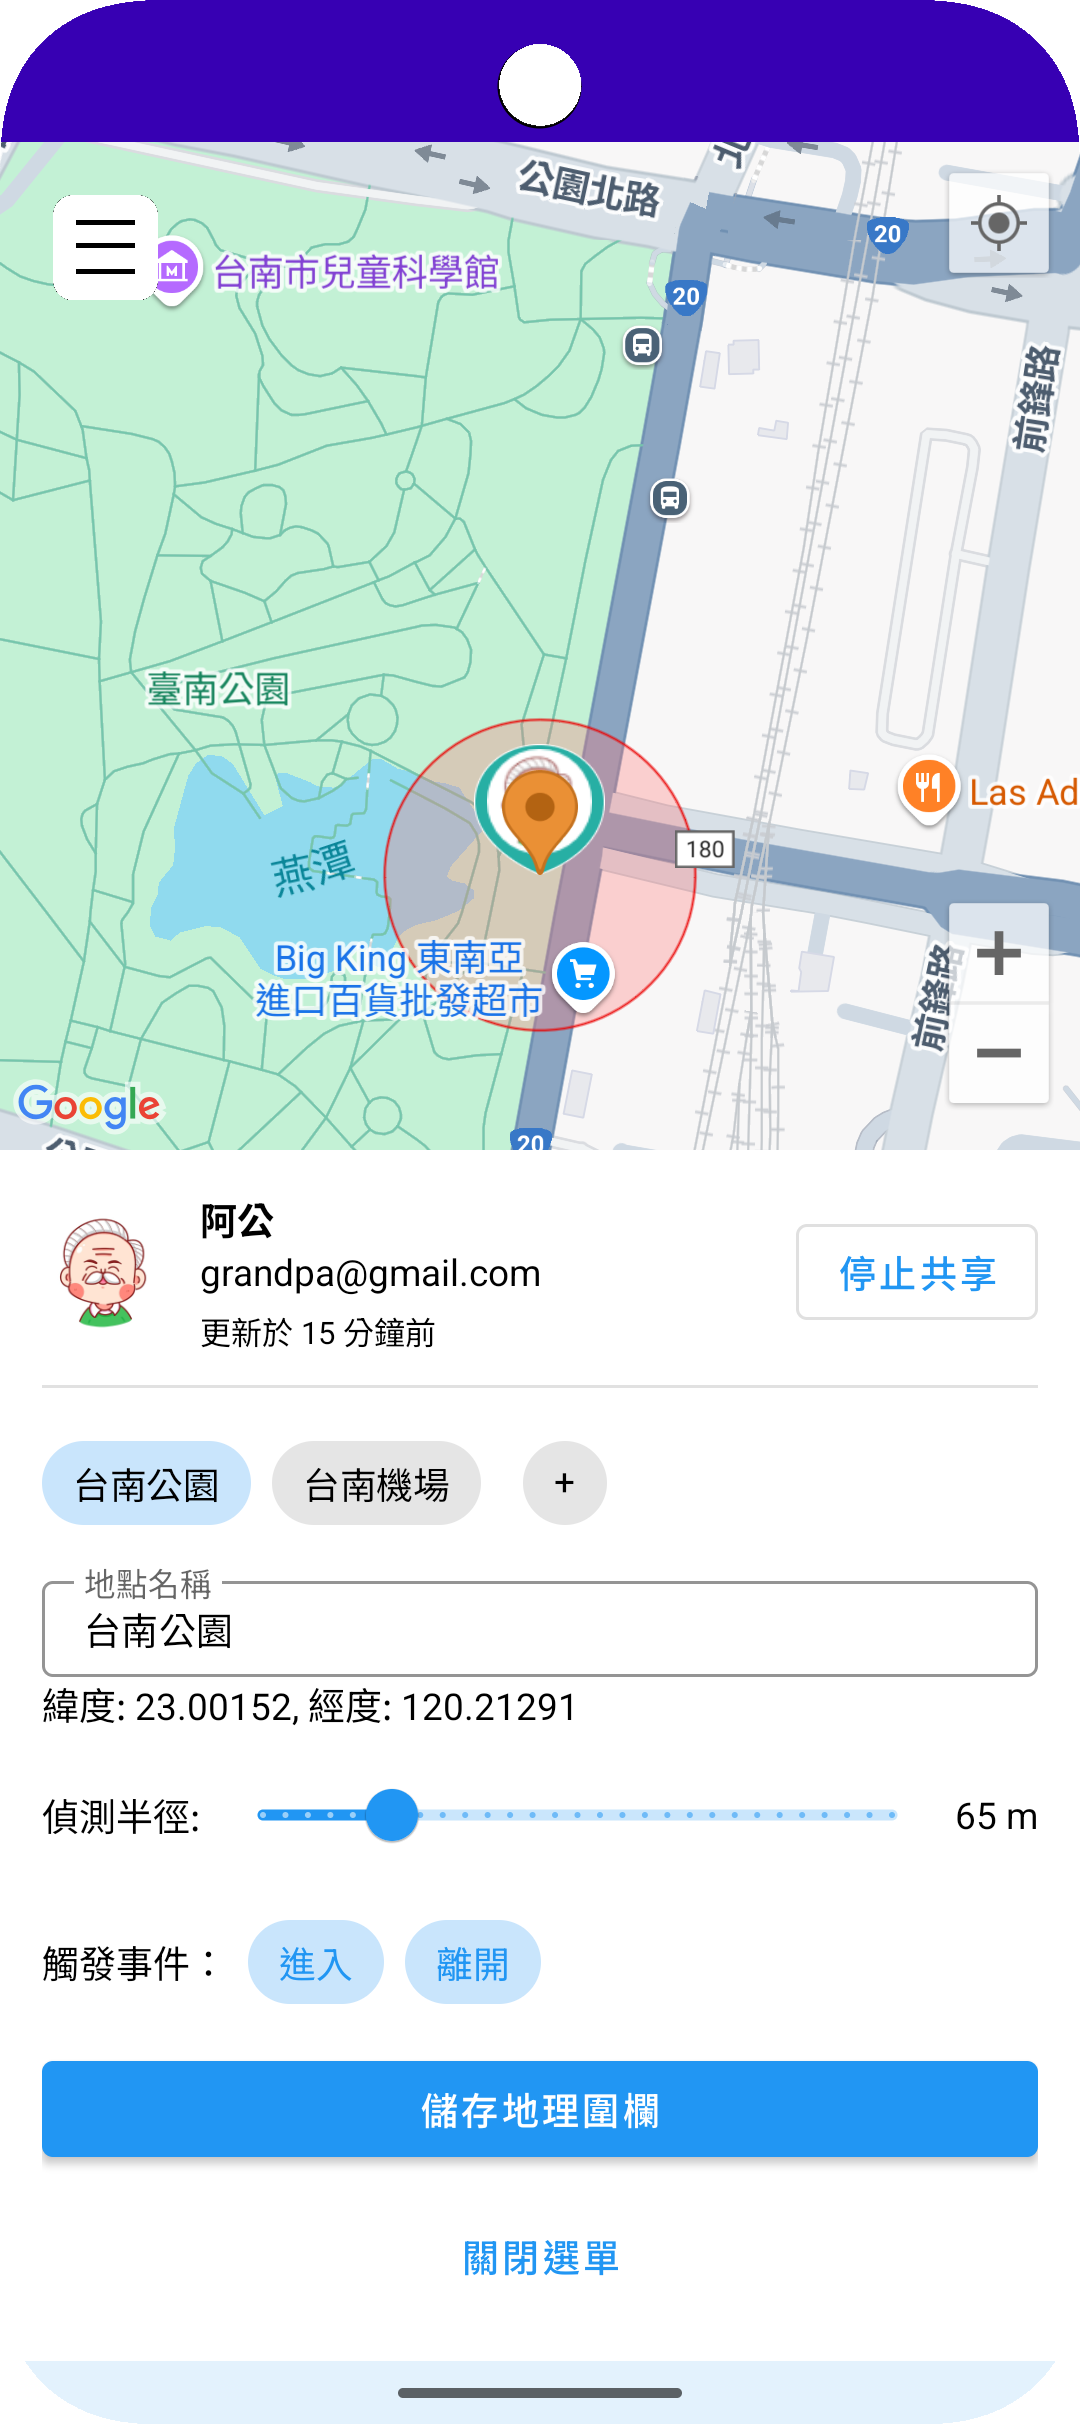 公園北路
北
20
台南市兒童科學館
20
前鋒路
臺南公園
Las Ad
180
燕潭
Big King 東南亞
進口百貨批發超市
前鋒路
Google
20
阿公
grandpa@gmail.com
更新於 15 分鐘前
停止共享
台南公園
台南機場
+
地點名稱
台南公園
緯度: 23.00152, 經度: 120.21291
偵測半徑:
65 m
觸發事件：
進入
離開
儲存地理圍欄
關閉選單